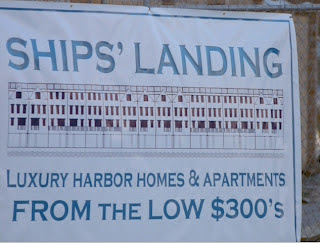 SHIPS' LANDING
LUXURY HARBOR HOMES & APARTMENTS
FROM THE LOW $300'S